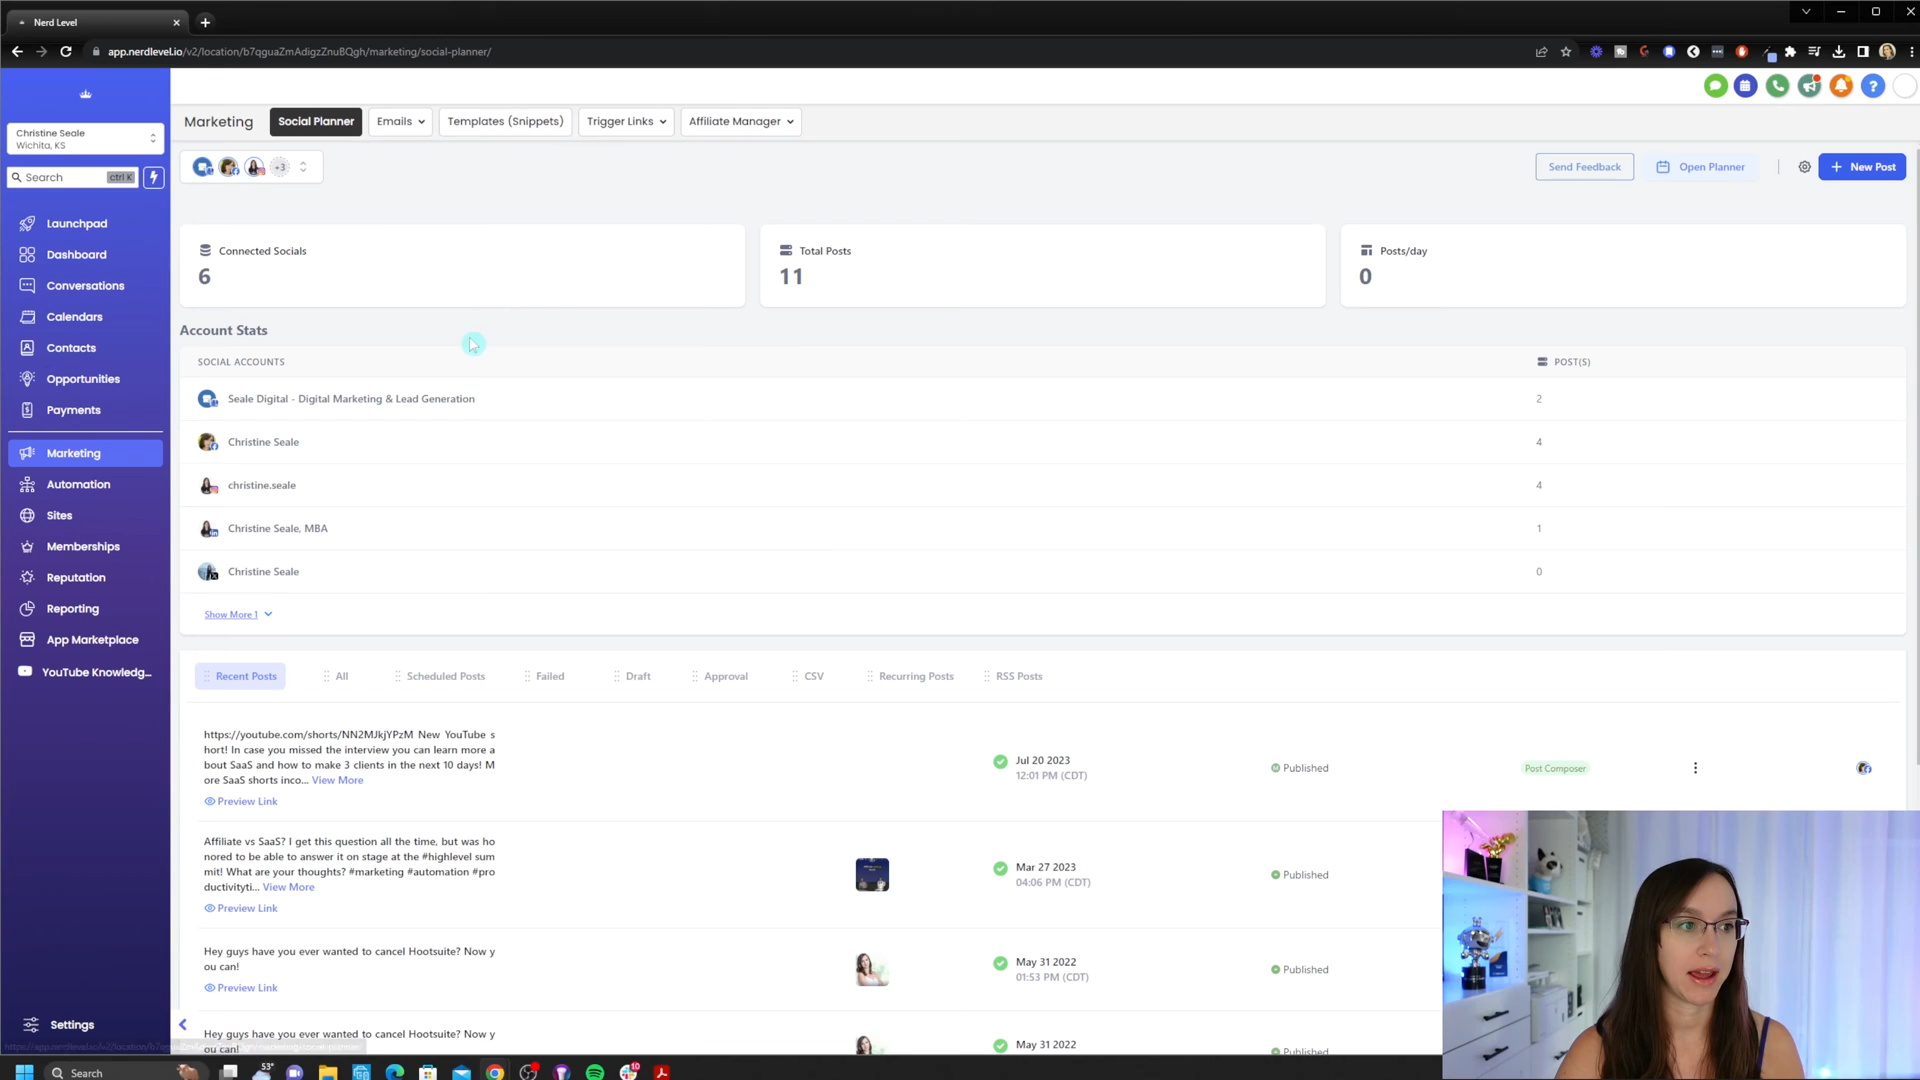 Nerd Level
app.nerdlevel.io/v2/location/b7qguaZmAdigzZnuBQgh/marketing/social-planner/
Christine Seale
Wichita, KS
Search
ctrl K
Launchpad
Dashboard
Conversations
Calendars
Contacts
Opportunities
Payments
Marketing
Automation
Sites
Memberships
Reputation
Reporting
App Marketplace
YouTube Knowledg...
Settings
Marketing
Social Planner
Emails
Templates (Snippets)
Trigger Links
Affiliate Manager
+3
Send Feedback
Open Planner
New Post
Connected Socials
6
Total Posts
11
Posts/day
0
Account Stats
SOCIAL ACCOUNTS
POST(S)
Seale Digital - Digital Marketing & Lead Generation
2
Christine Seale
4
christine.seale
4
Christine Seale, MBA
1
Christine Seale
0
Show More 1
Recent Posts
All
Scheduled Posts
Failed
Draft
Approval
CSV
Recurring Posts
RSS Posts
https://youtube.com/shorts/NN2MJkjYPzM New YouTube s
hort! In case you missed the interview you can learn more a
bout SaaS and how to make 3 clients in the next 10 days! M
ore SaaS shorts inco... View More
Preview Link
Jul 20 2023
12:01 PM (CDT)
Published
Post Composer
Affiliate vs SaaS? I get this question all the time, but was ho
nored to be able to answer it on stage at the #highlevel sum
mit! What are your thoughts? #marketing #automation #pro
ductivityti... View More
Preview Link
Mar 27 2023
04:06 PM (CDT)
Published
Hey guys have you ever wanted to cancel Hootsuite? Now y
ou can!
Preview Link
May 31 2022
01:53 PM (CDT)
Published
Hey guys have you ever wanted to cancel Hootsuite? Now y
ou can!
May 31 2022
Published
Search
53°
10